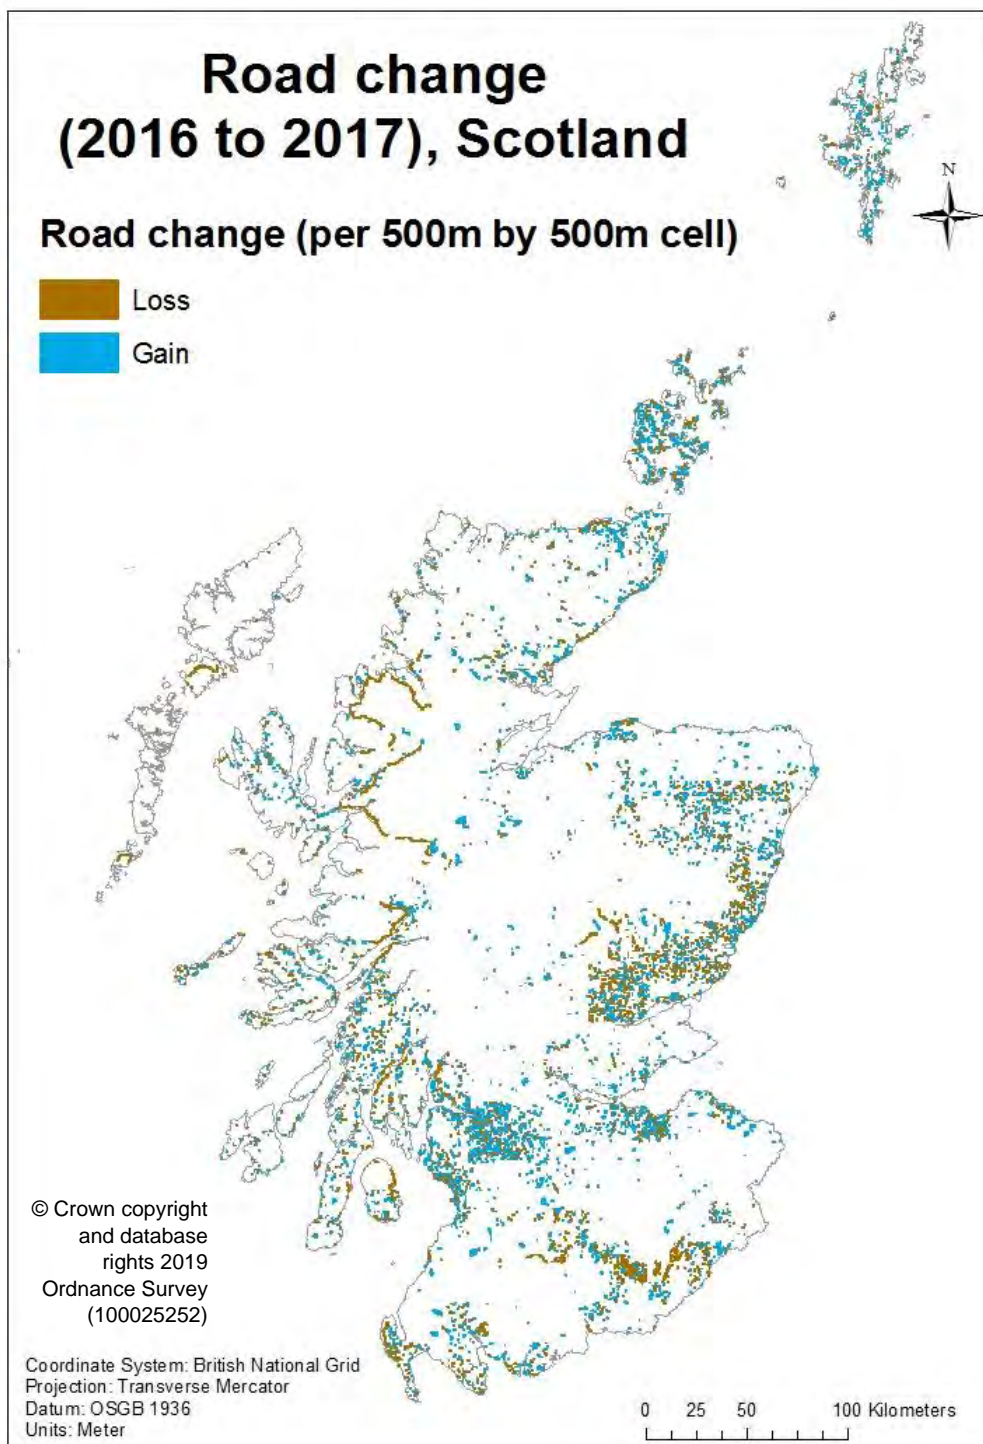 Road change
(2016 to 2017), Scotland
N
Road change (per 500m by 500m cell)
Loss
Gain
© Crown copyright
and database
rights 2019
Ordnance Survey
(100025252)
Coordinate System: British National Grid
Projection: Transverse Mercator
Datum: OSGB 1936
Units: Meter
0 25 50 100 Kilometers